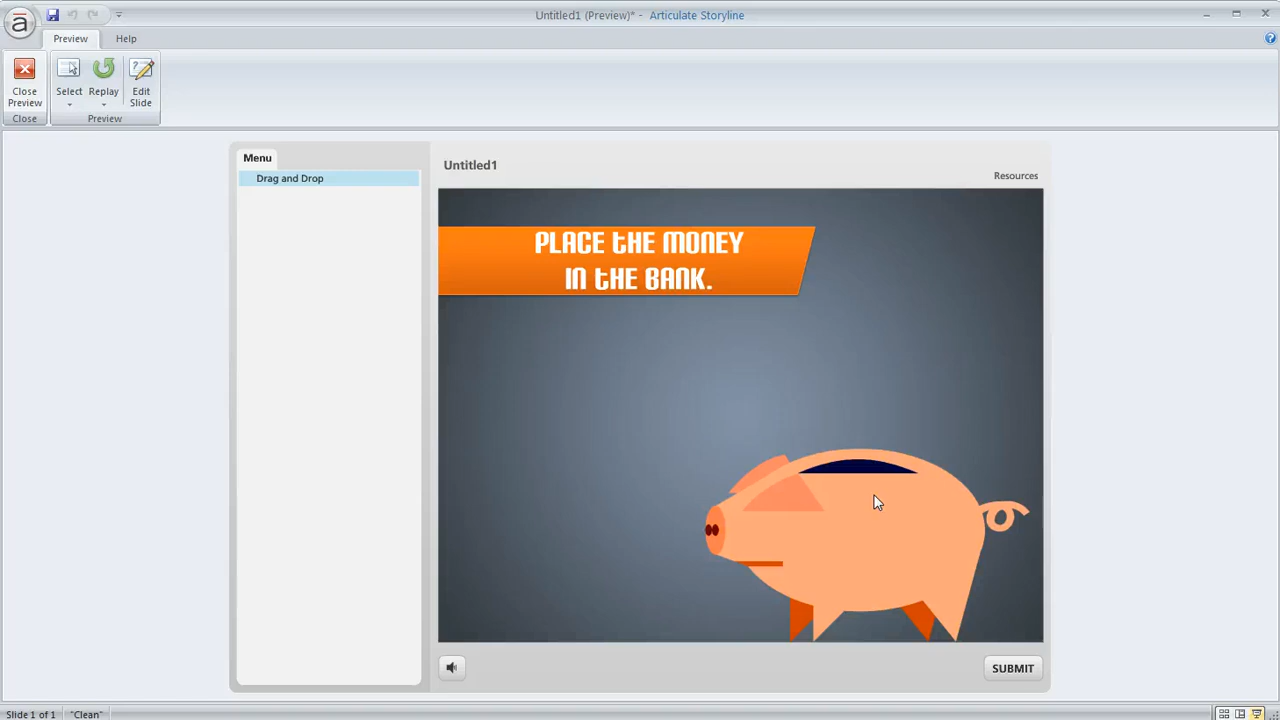 Untitled1 (Preview)* - Articulate Storyline
Preview
Help
Close
Preview
Select
Replay
Edit
Slide
Close
Preview
Menu
Drag and Drop
Untitled1
Resources
PLACE THE MONEY
IN THE BANK.
SUBMIT
Slide 1 of 1
"Clean"